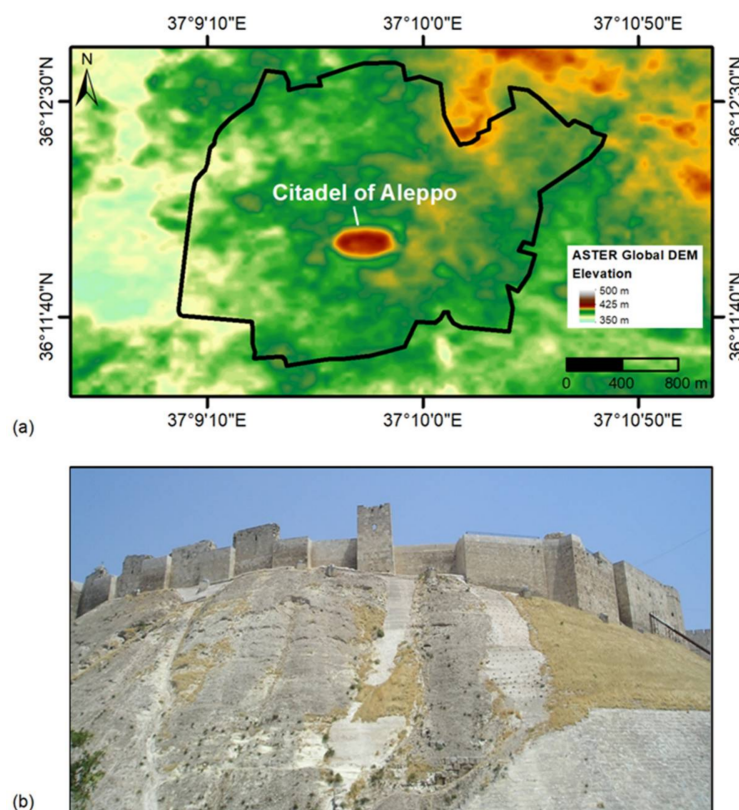 37°9'10"E 37°10'0"E 37°10'50"E
N
36°12'30"N 36°12'30"N
Citadel of Aleppo
ASTER Global DEM
Elevation
500 m
425 m
350 m
36°11'40"N 36°11'40"N
0 400 800 m
(a)
37°9'10"E 37°10'0"E 37°10'50"E
(b)